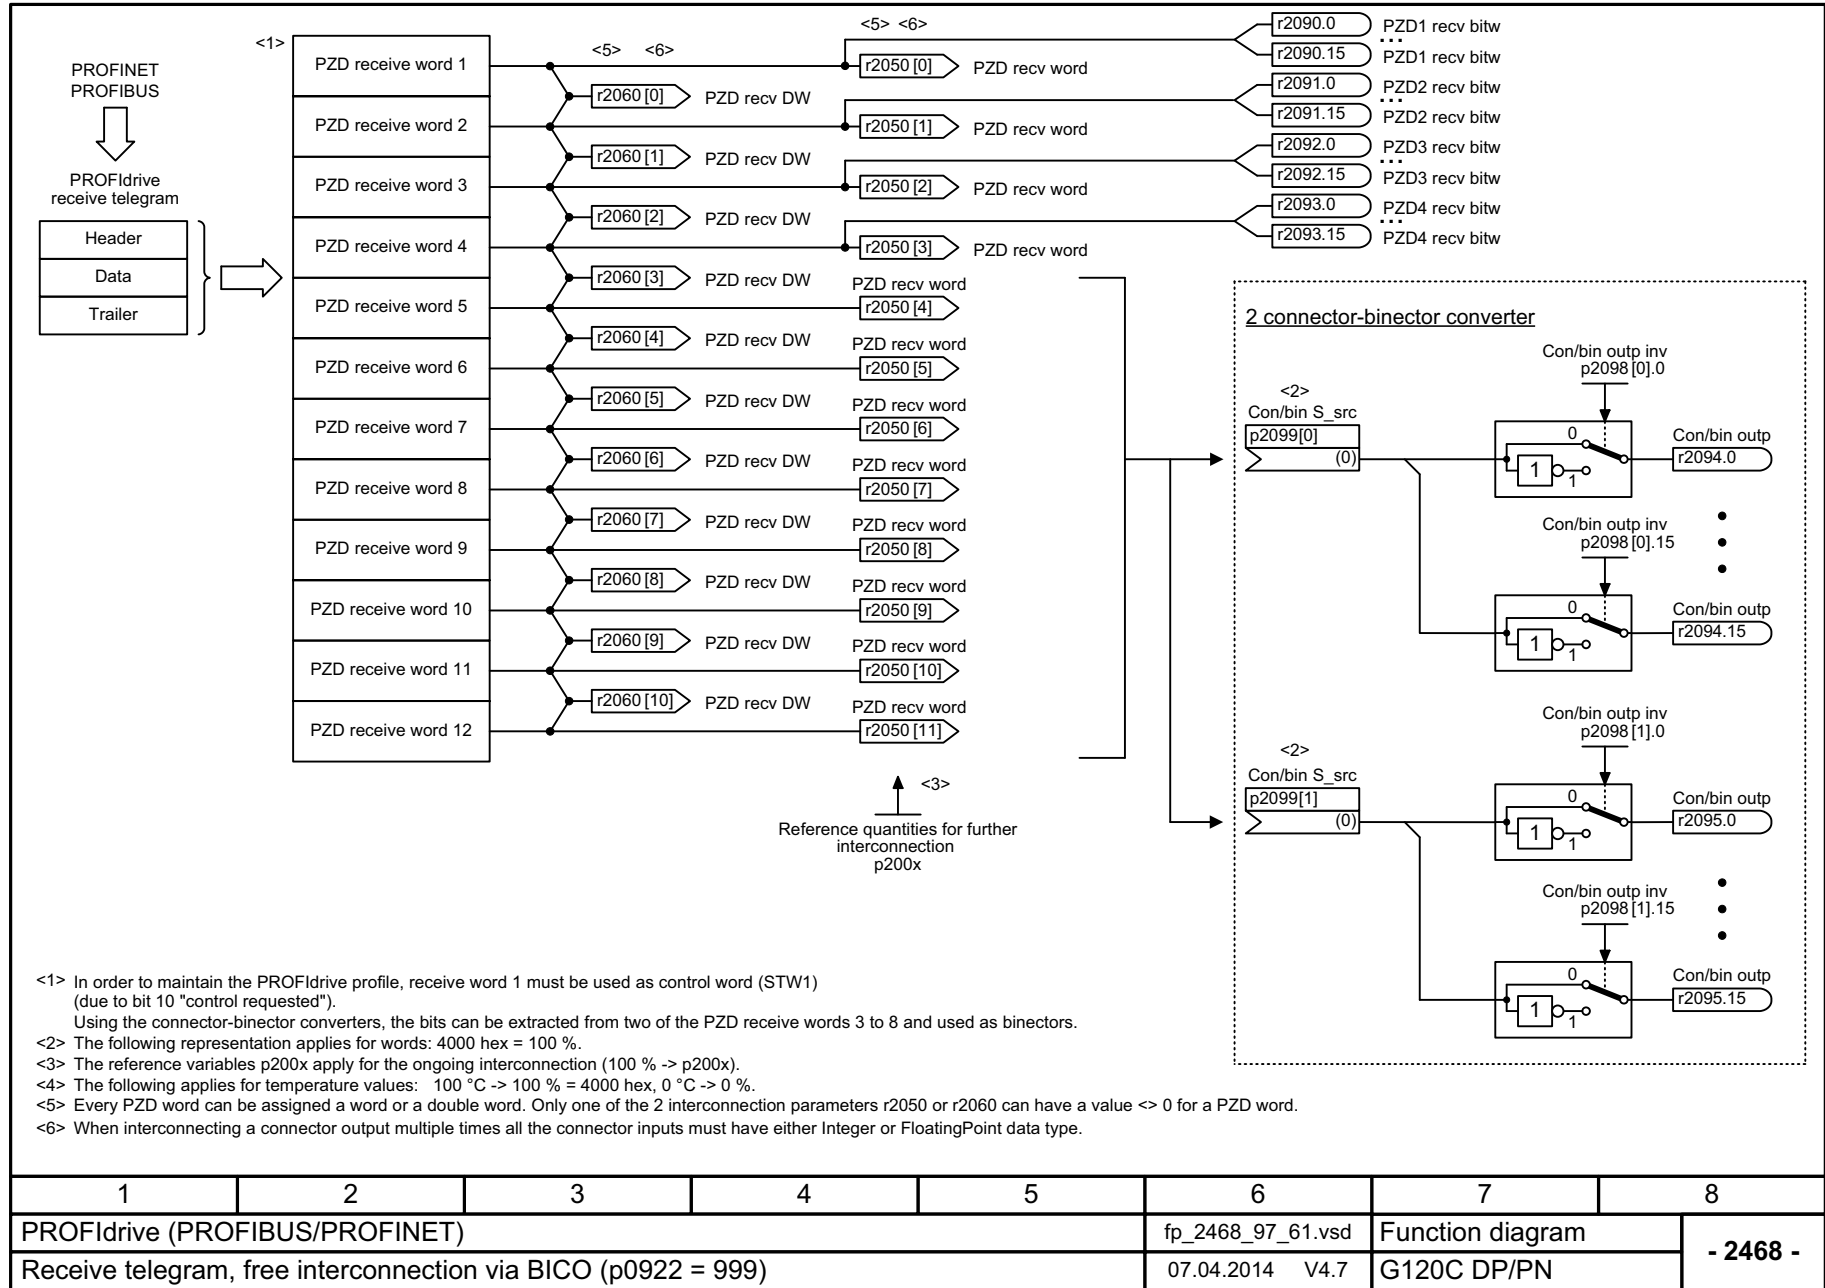 PROFINET
PROFIBUS
PROFIdrive
receive telegram
Header
Data
Trailer
<1>
PZD receive word 1
PZD receive word 2
PZD receive word 3
PZD receive word 4
PZD receive word 5
PZD receive word 6
PZD receive word 7
PZD receive word 8
PZD receive word 9
PZD receive word 10
PZD receive word 11
PZD receive word 12
<5> <6>
r2060[0] PZD recv DW
r2060[1] PZD recv DW
r2060[2] PZD recv DW
r2060[3] PZD recv DW
r2060[4] PZD recv DW
r2060[5] PZD recv DW
r2060[6] PZD recv DW
r2060[7] PZD recv DW
r2060[8] PZD recv DW
r2060[9] PZD recv DW
r2060[10] PZD recv DW
<5> <6>
r2050[0] PZD recv word
r2050[1] PZD recv word
r2050[2] PZD recv word
r2050[3] PZD recv word
PZD recv word
r2050[4]
PZD recv word
r2050[5]
PZD recv word
r2050[6]
PZD recv word
r2050[7]
PZD recv word
r2050[8]
PZD recv word
r2050[9]
PZD recv word
r2050[10]
PZD recv word
r2050[11]
<3>
Reference quantities for further
interconnection
p200x
r2090.0 PZD1 recv bitw
...
r2090.15 PZD1 recv bitw
r2091.0 PZD2 recv bitw
...
r2091.15 PZD2 recv bitw
r2092.0 PZD3 recv bitw
...
r2092.15 PZD3 recv bitw
r2093.0 PZD4 recv bitw
...
r2093.15 PZD4 recv bitw
2 connector-binector converter
Con/bin outp inv
p2098[0].0
<2>
Con/bin S_src
p2099[0]
(0)
0
1
1
Con/bin outp
r2094.0
Con/bin outp inv
p2098[0].15
0
1
1
Con/bin outp
r2094.15
Con/bin outp inv
p2098[1].0
<2>
Con/bin S_src
p2099[1]
(0)
0
1
1
Con/bin outp
r2095.0
Con/bin outp inv
p2098[1].15
0
1
1
Con/bin outp
r2095.15
<1> In order to maintain the PROFIdrive profile, receive word 1 must be used as control word (STW1)
(due to bit 10 "control requested").
Using the connector-binector converters, the bits can be extracted from two of the PZD receive words 3 to 8 and used as binectors.
<2> The following representation applies for words: 4000 hex = 100 %.
<3> The reference variables p200x apply for the ongoing interconnection (100 % -> p200x).
<4> The following applies for temperature values: 100 °C -> 100 % = 4000 hex, 0 °C -> 0 %.
<5> Every PZD word can be assigned a word or a double word. Only one of the 2 interconnection parameters r2050 or r2060 can have a value <> 0 for a PZD word.
<6> When interconnecting a connector output multiple times all the connector inputs must have either Integer or FloatingPoint data type.
1 2 3 4 5 6 7 8
PROFIdrive (PROFIBUS/PROFINET) fp_2468_97_61.vsd Function diagram
- 2468 -
Receive telegram, free interconnection via BICO (p0922 = 999) 07.04.2014 V4.7 G120C DP/PN